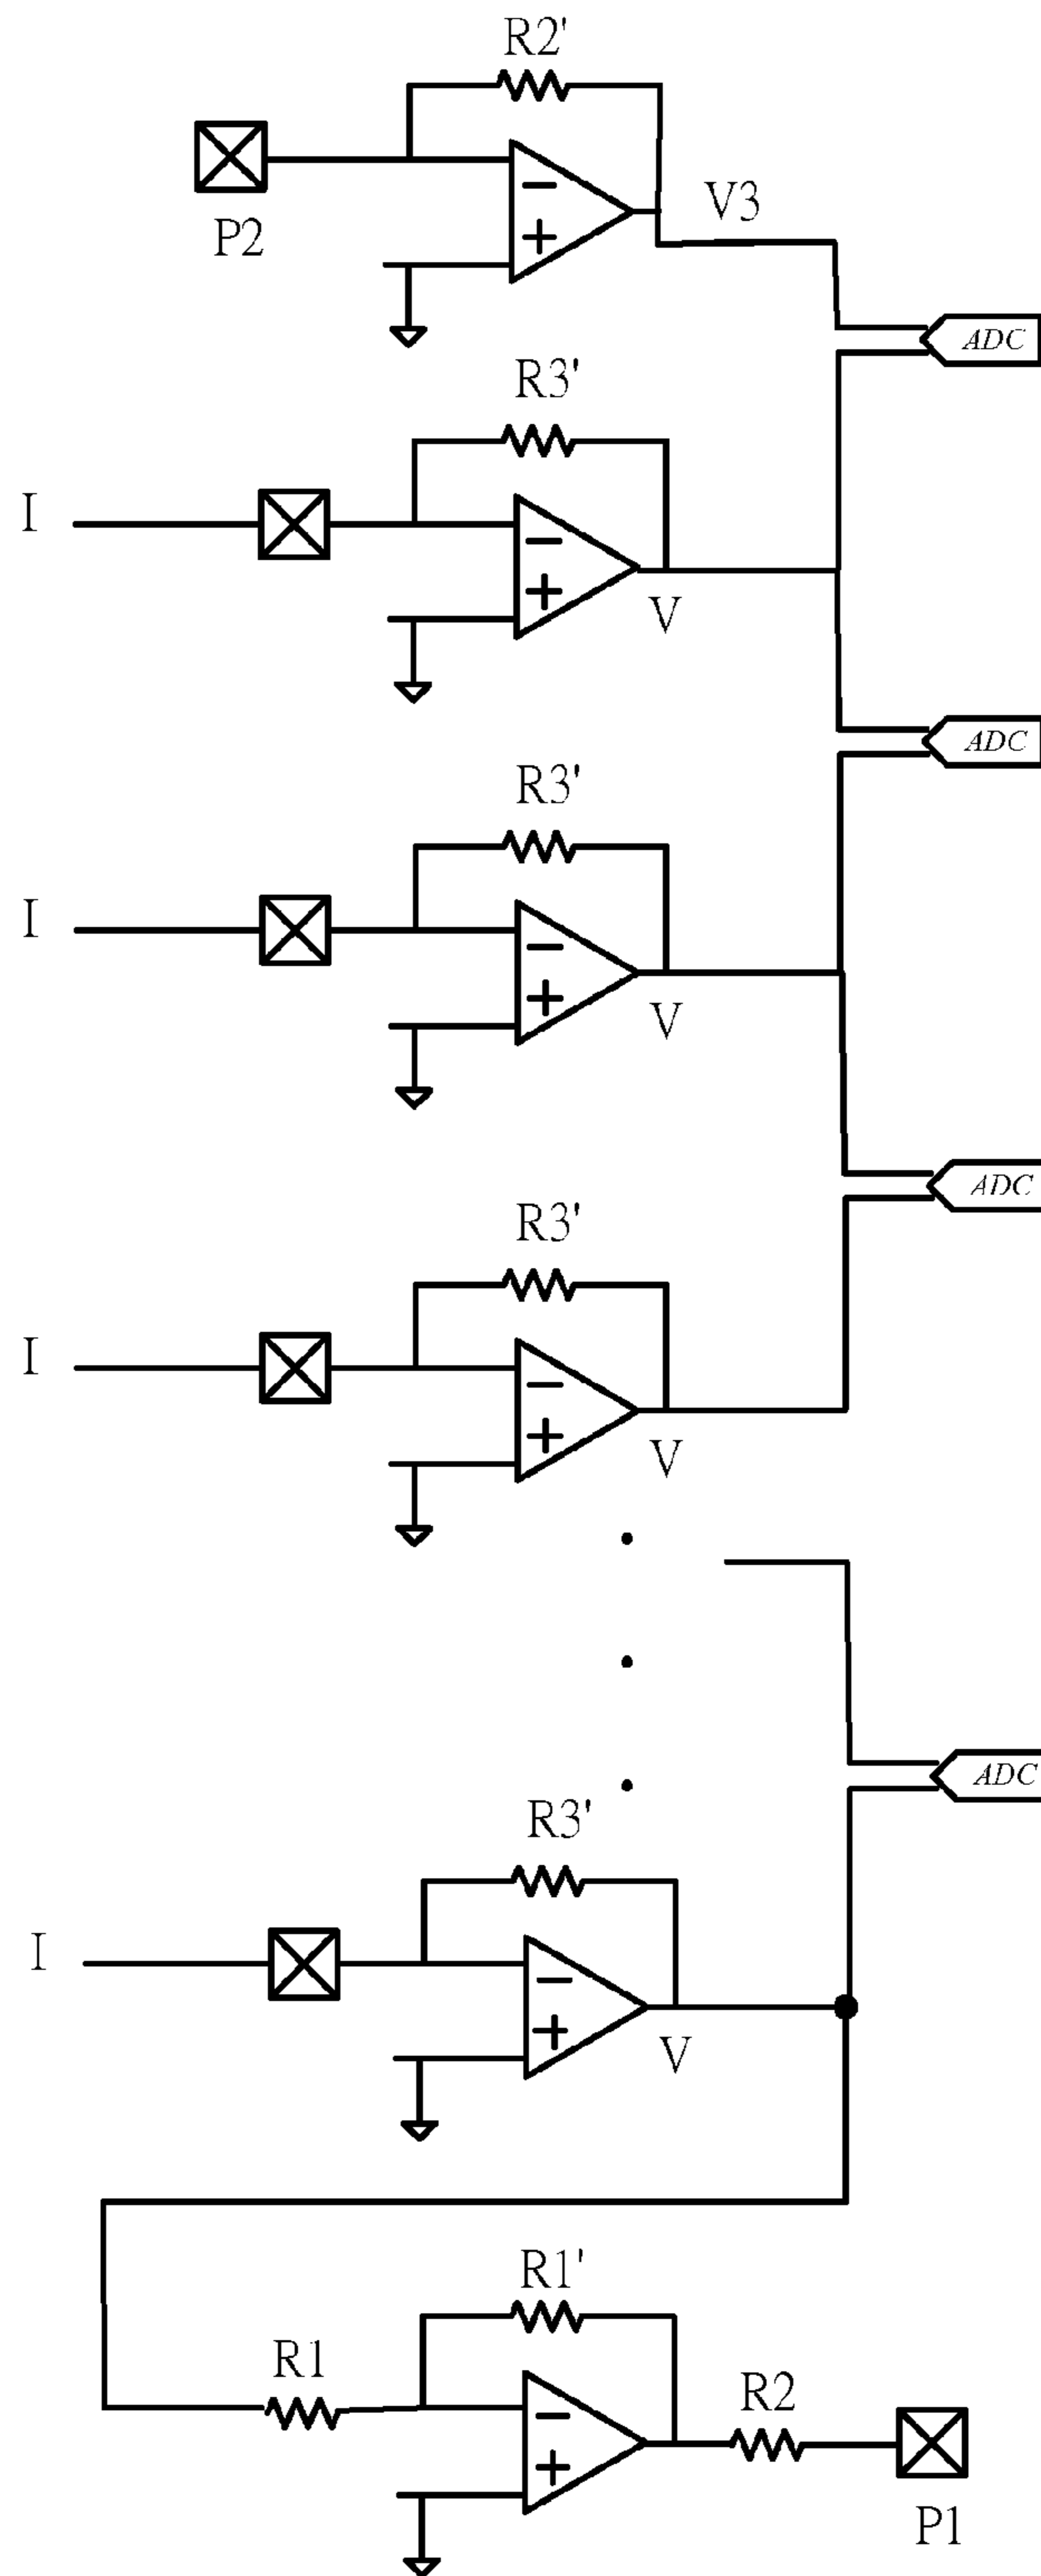 R2'
P2
V3
ADC
R3'
I
V
ADC
R3'
I
V
ADC
R3'
I
V
ADC
R3'
I
V
R1'
R1
R2
P1